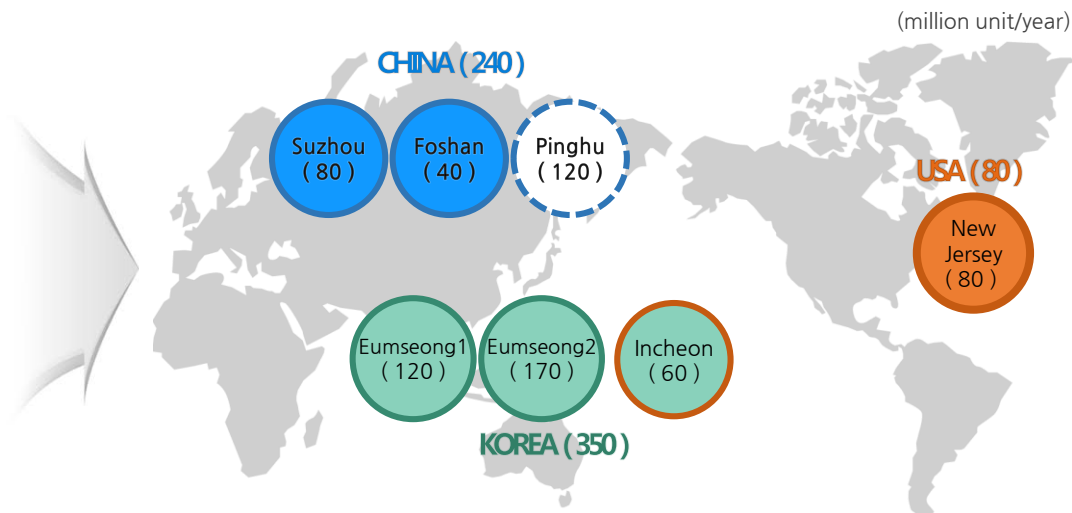 (million unit/year)
CHINA ( 240 )
Suzhou
( 80 )
Foshan
( 40 )
Pinghu
( 120 )
USA ( 80 )
New
Jersey
( 80 )
Eumseong1
( 120 )
Eumseong2
( 170 )
Incheon
( 60 )
KOREA ( 350 )